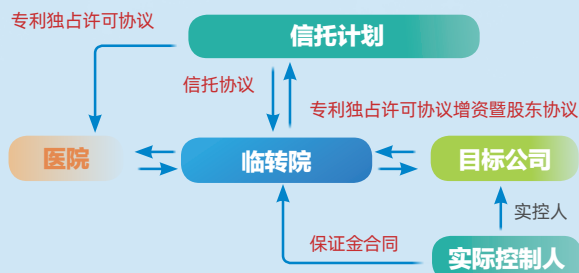 专利独占许可协议
信托计划
信托协议
专利独占许可协议增资暨股东协议
医院
临转院
目标公司
实控人
保证金合同
实际控制人